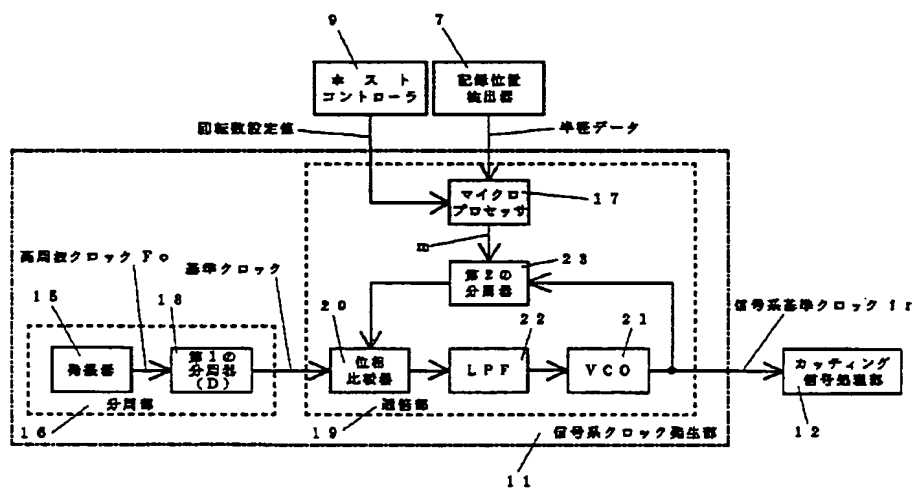 9
7
ホスト
コントローラ
記録位置
検出器
回転数設定値
半径データ
マイクロ
プロセッサ
17
m
高周波クロックFo
基準クロック
第2の
分周器
23
15
18
20
22
21
信号系基準クロックfr
発振器
第1の
分周器
(D)
位相
比較器
LPF
VCO
カッティング
信号処理部
分周部
逓倍部
16
19
信号系クロック発生部
12
11